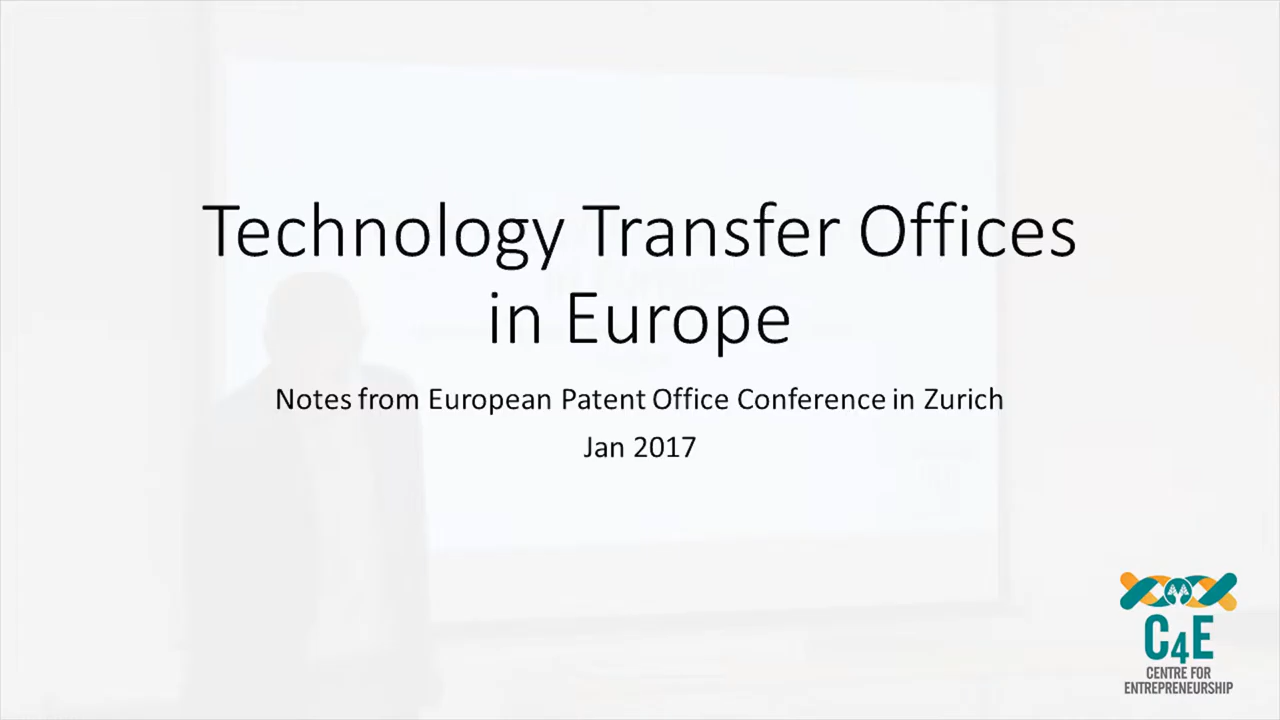 Technology Transfer Offices
in Europe
Notes from European Patent Office Conference in Zurich
Jan 2017
C4E
CENTRE FOR
ENTREPRENEURSHIP